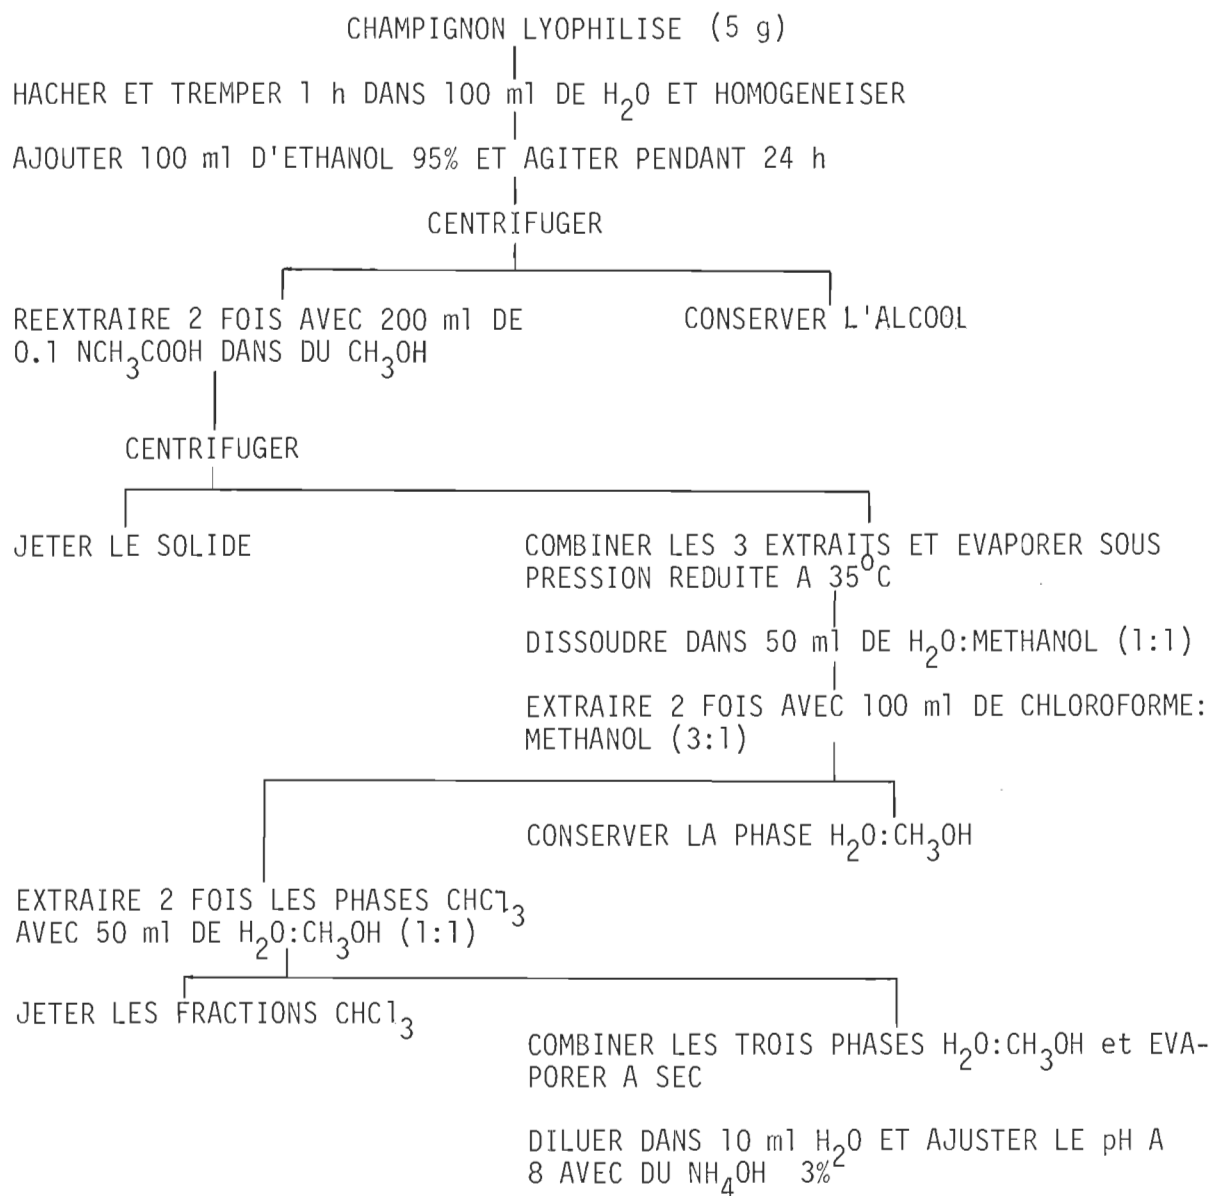 CHAMPIGNON LYOPHILISE (5 g)
HACHER ET TREMPER 1 h DANS 100 ml DE H₂O ET HOMOGENEISER
AJOUTER 100 ml D'ETHANOL 95% ET AGITER PENDANT 24 h
CENTRIFUGER
REEXTRAIRE 2 FOIS AVEC 200 ml DE
0.1 NCH₃COOH DANS DU CH₃OH
CONSERVER L'ALCOOL
CENTRIFUGER
JETER LE SOLIDE
COMBINER LES 3 EXTRAITS ET EVAPORER SOUS
PRESSION REDUITE A 35°C
DISSOUDRE DANS 50 ml DE H₂O:METHANOL (1:1)
EXTRAIRE 2 FOIS AVEC 100 ml DE CHLOROFORME:
METHANOL (3:1)
CONSERVER LA PHASE H₂O:CH₃OH
EXTRAIRE 2 FOIS LES PHASES CHCl₃
AVEC 50 ml DE H₂O:CH₃OH (1:1)
JETER LES FRACTIONS CHCl₃
COMBINER LES TROIS PHASES H₂O:CH₃OH et EVA-
PORER A SEC
DILUER DANS 10 ml H₂O ET AJUSTER LE pH A
8 AVEC DU NH₄OH 3%